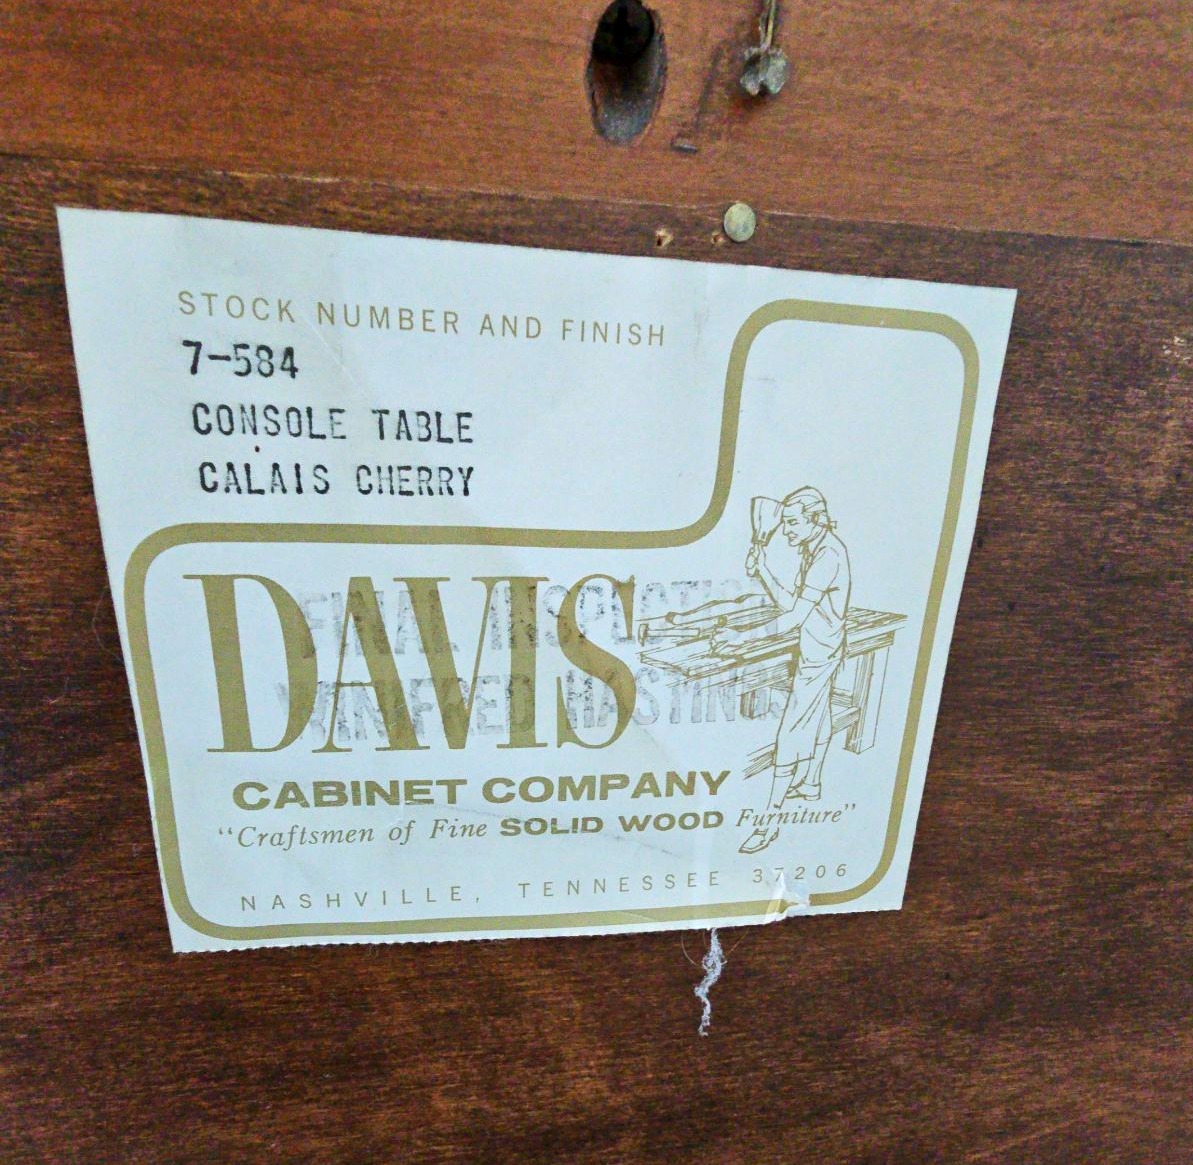 STOCK NUMBER AND FINISH
7-584
CONSOLE TABLE
CALAIS CHERRY
DAVIS
FINAL INSPECTION
WINIFRED HASTINGS
CABINET COMPANY
"Craftsmen of Fine SOLID WOOD Furniture"
NASHVILLE, TENNESSEE 37206